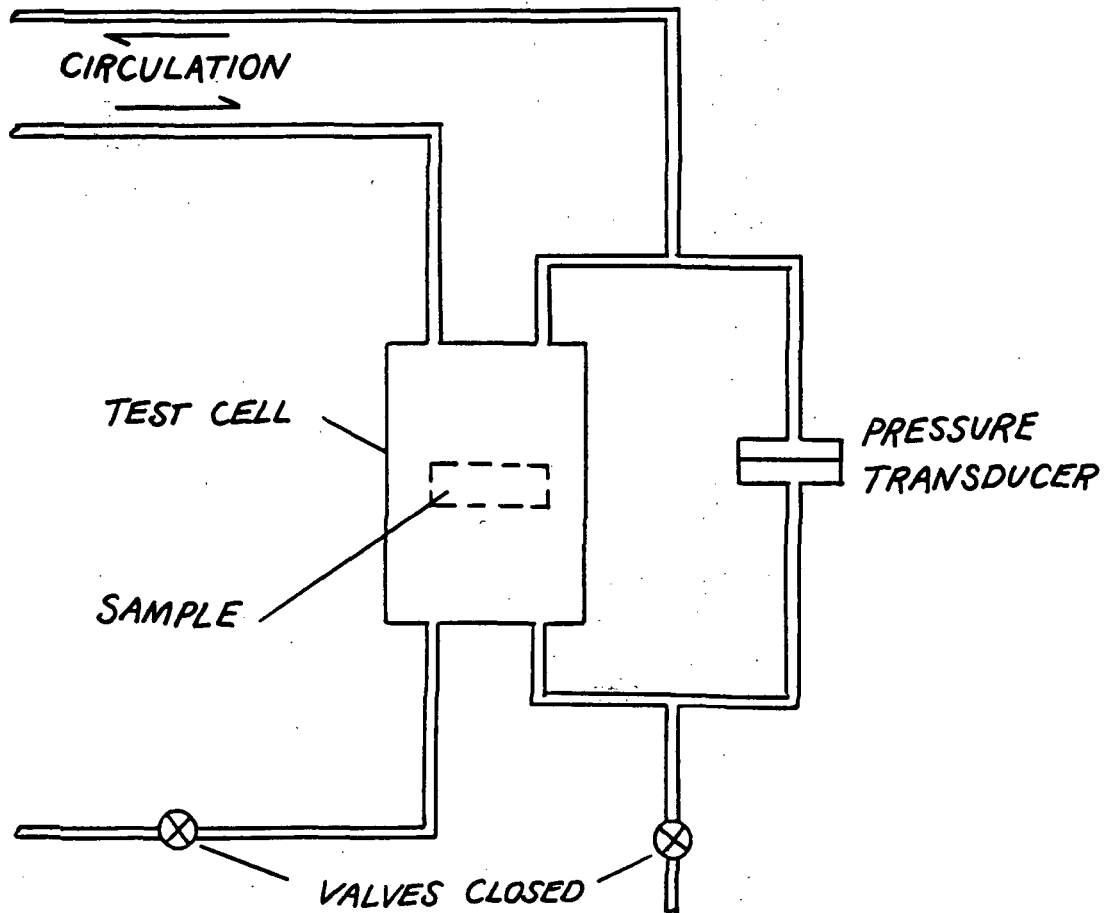 CIRCULATION
TEST CELL
PRESSURE
TRANSDUCER
SAMPLE
VALVES CLOSED